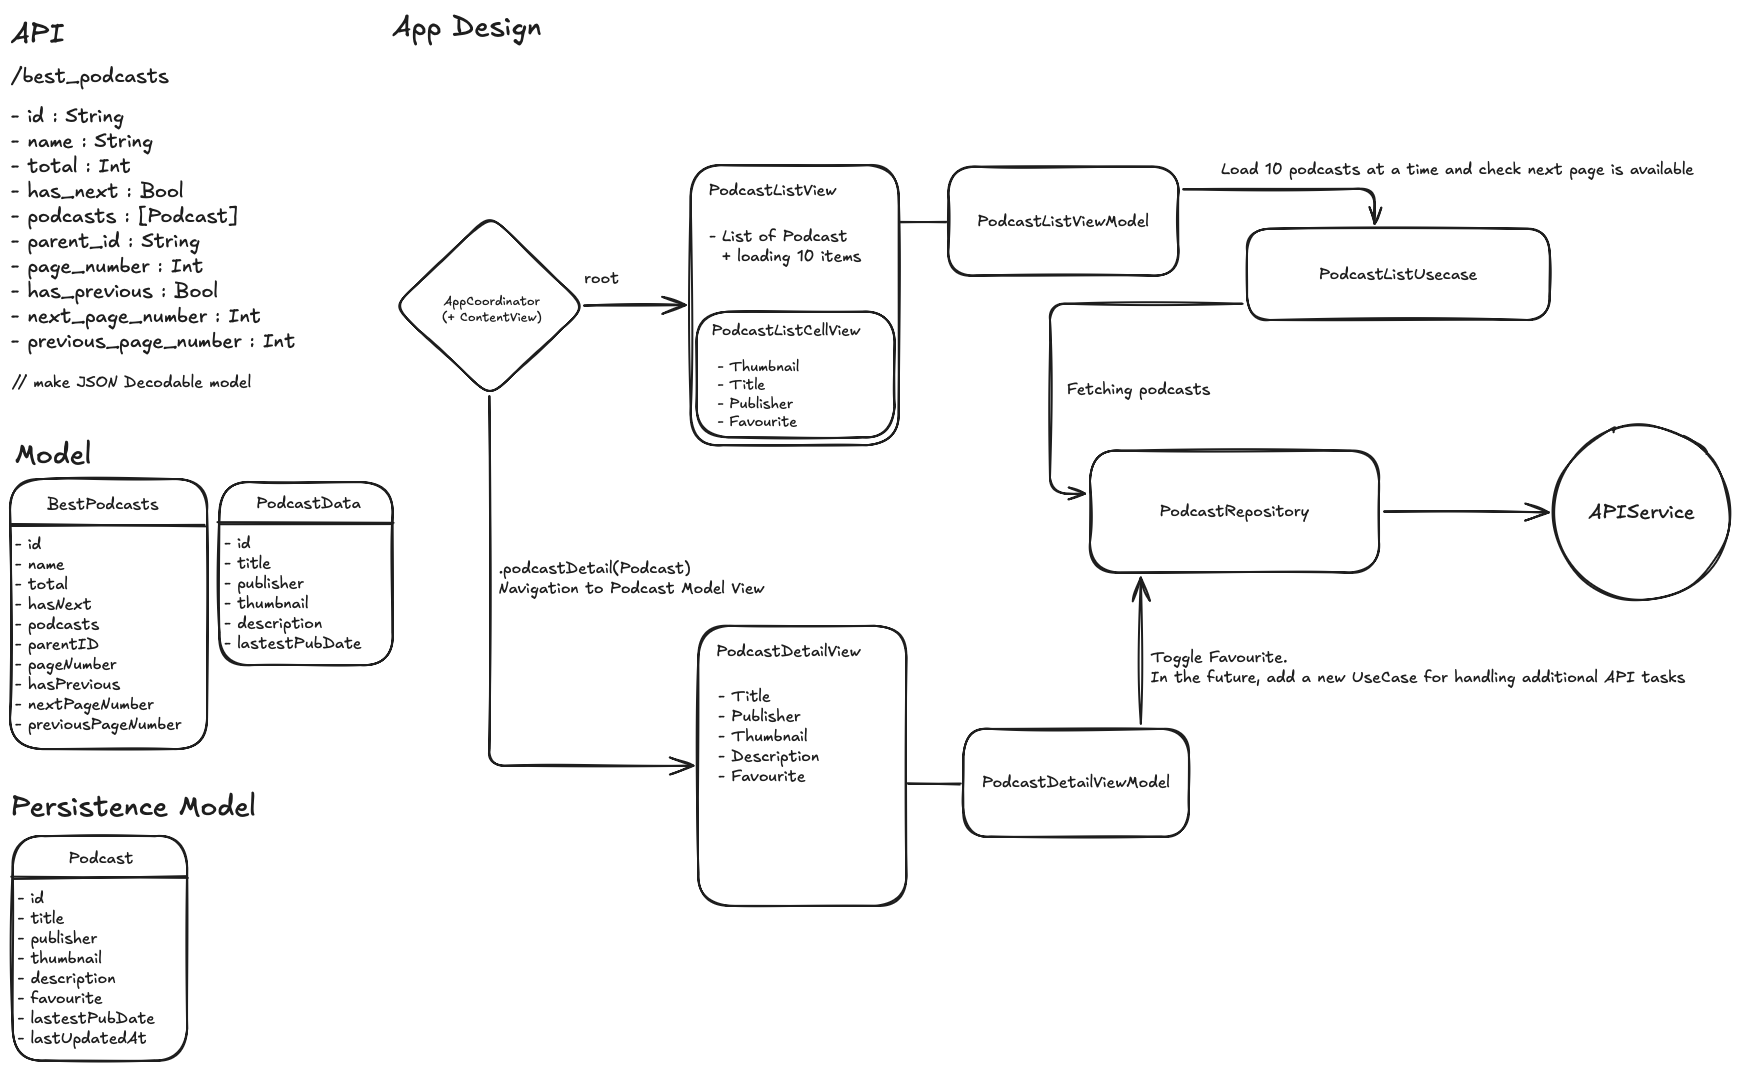 API
/best_podcasts
- id : String
- name : String
- total : Int
- has_next : Bool
- podcasts : [Podcast]
- parent_id : String
- page_number : Int
- has_previous : Bool
- next_page_number : Int
- previous_page_number : Int
// make JSON Decodable model
Model
BestPodcasts
- id
- name
- total
- hasNext
- podcasts
- parentID
- pageNumber
- hasPrevious
- nextPageNumber
- previousPageNumber
PodcastData
- id
- title
- publisher
- thumbnail
- description
- lastestPubDate
Persistence Model
Podcast
- id
- title
- publisher
- thumbnail
- description
- favourite
- lastestPubDate
- lastUpdatedAt
App Design
AppCoordinator
(+ ContentView)
root
PodcastListView
- List of Podcast
+ loading 10 items
PodcastListCellView
- Thumbnail
- Title
- Publisher
- Favourite
PodcastListViewModel
Load 10 podcasts at a time and check next page is available
PodcastListUsecase
Fetching podcasts
PodcastRepository
APIService
.podcastDetail(Podcast)
Navigation to Podcast Model View
PodcastDetailView
- Title
- Publisher
- Thumbnail
- Description
- Favourite
PodcastDetailViewModel
Toggle Favourite.
In the future, add a new UseCase for handling additional API tasks